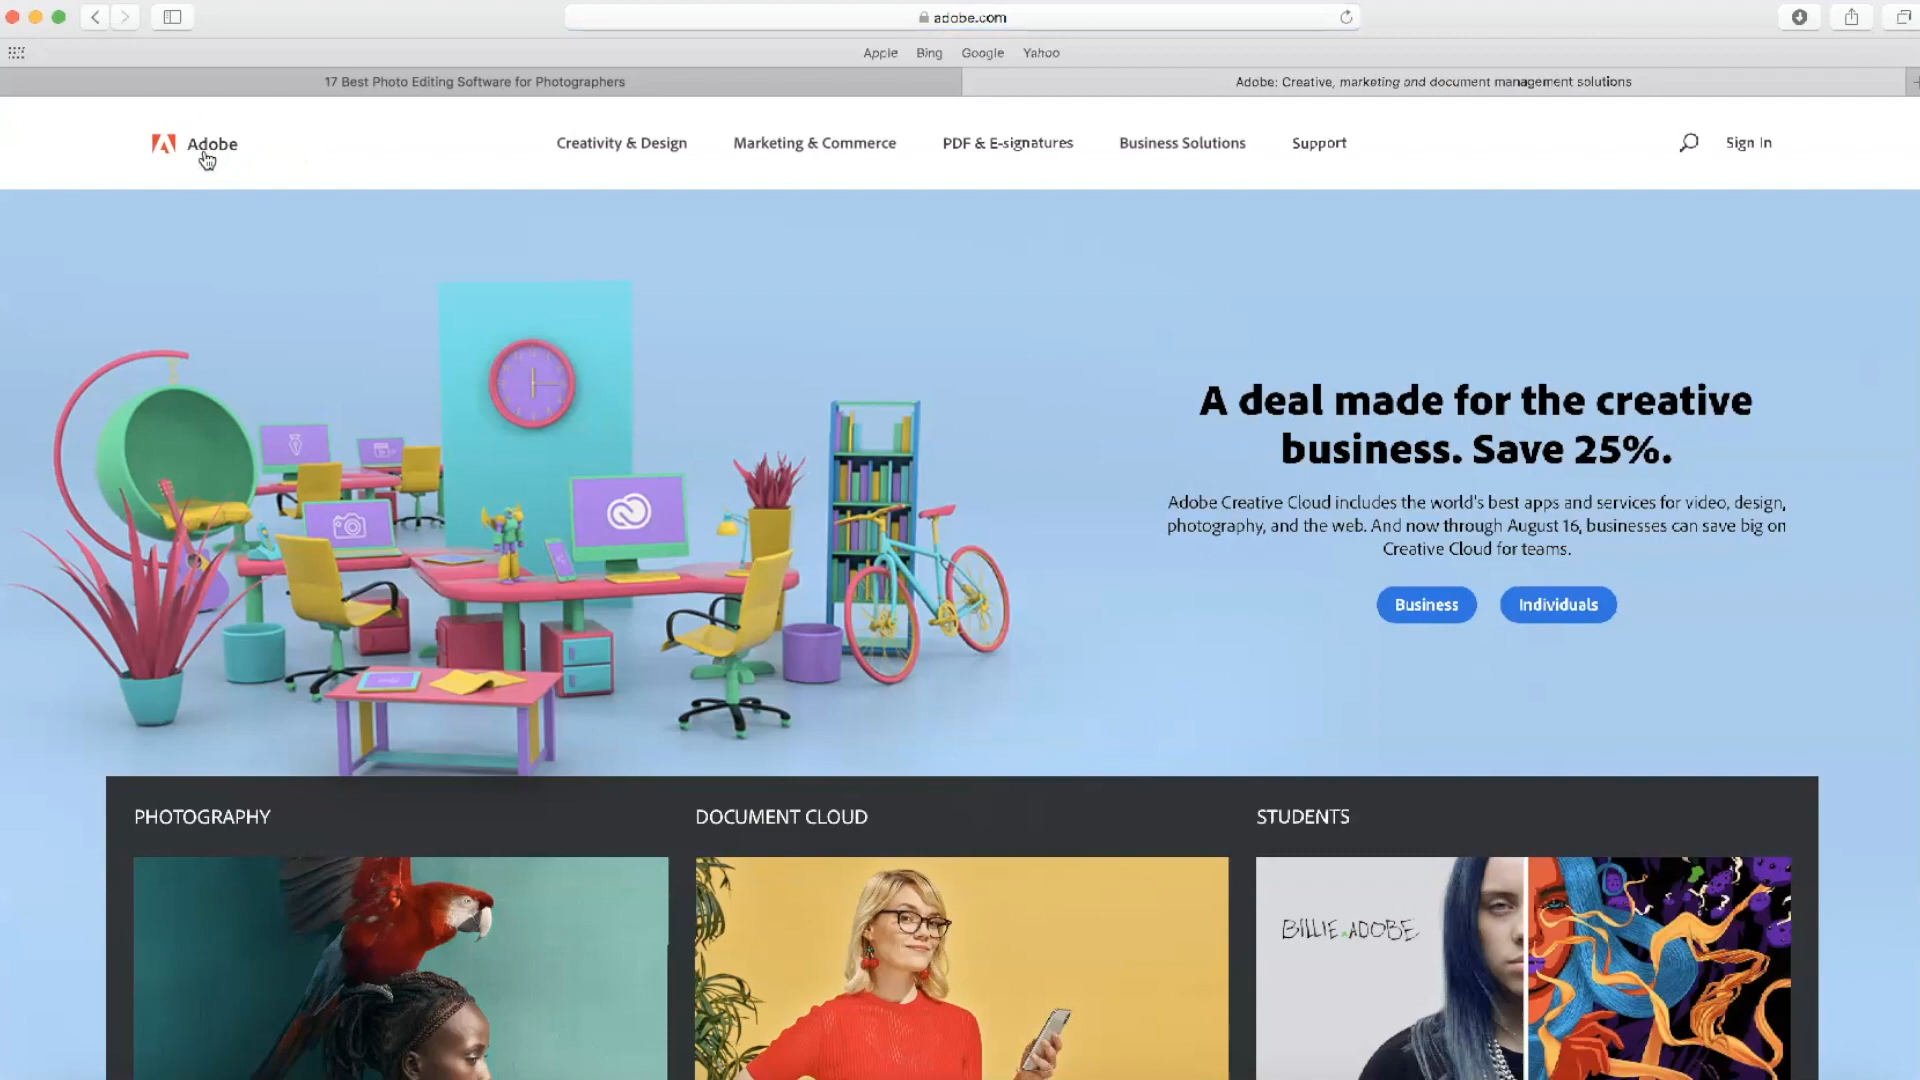 adobe.com
Apple Bing Google Yahoo
17 Best Photo Editing Software for Photographers
Adobe: Creative, marketing and document management solutions
Adobe
Creativity & Design
Marketing & Commerce
PDF & E-signatures
Business Solutions
Support
Sign In
A deal made for the creative
business. Save 25%.
Adobe Creative Cloud includes the world's best apps and services for video, design,
photography, and the web. And now through August 16, businesses can save big on
Creative Cloud for teams.
Business
Individuals
PHOTOGRAPHY
DOCUMENT CLOUD
STUDENTS
BILLIE ADOBE